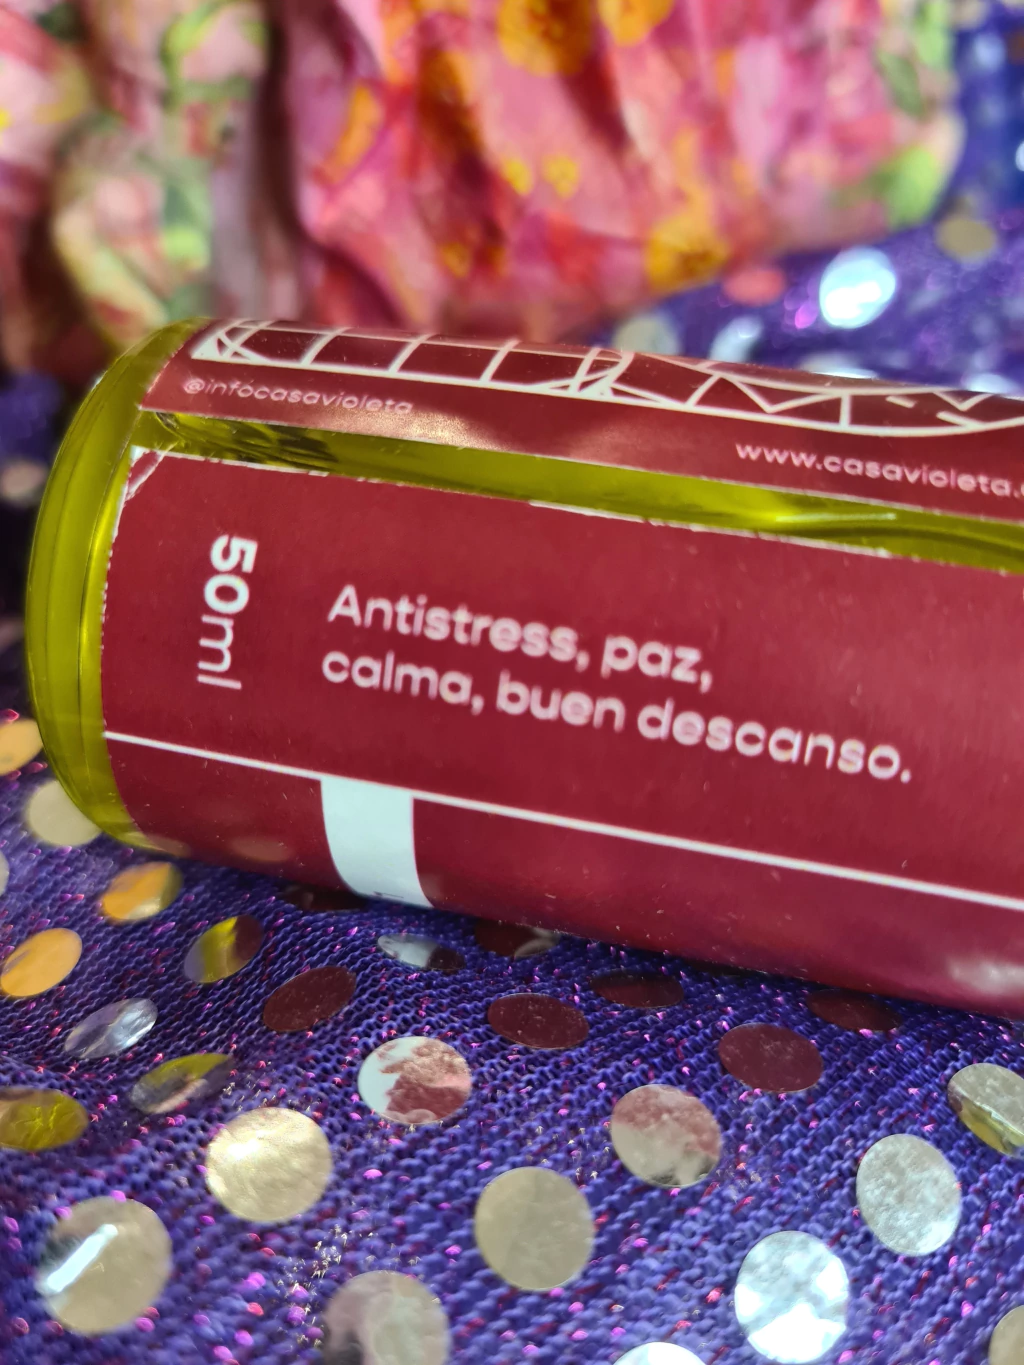 @infocasavioleta
www.casavioleta.
50ml
Antistress, paz,
calma, buen descanso.